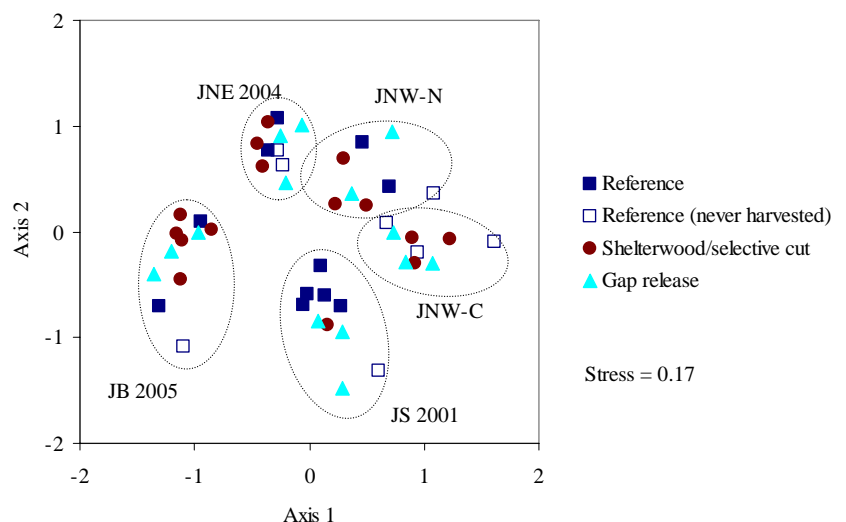 2
JNE 2004
JNW-N
1
Reference
Reference (never harvested)
Axis 2
0
Shelterwood/selective cut
Gap release
JNW-C
-1
Stress = 0.17
JB 2005
JS 2001
-2
-2
-1
0
1
2
Axis 1